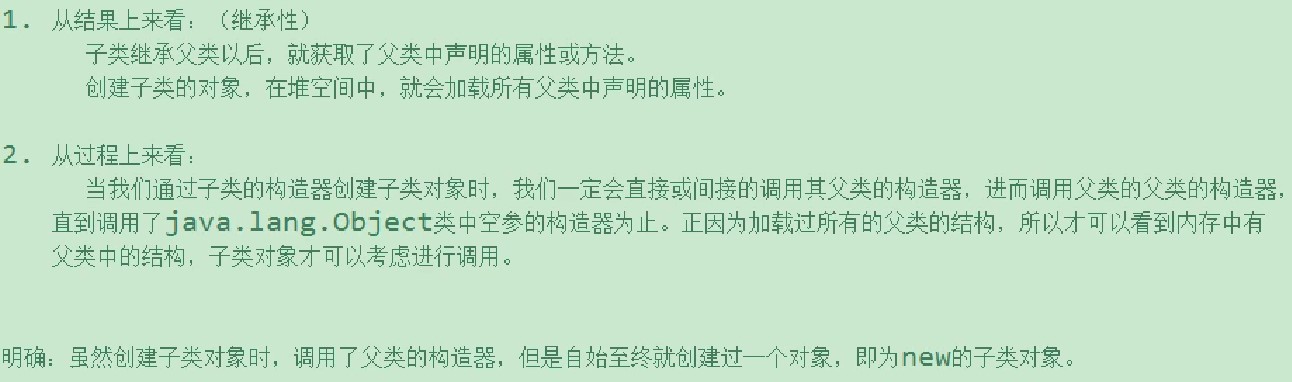 1. 从结果上来看：（继承性）
子类继承父类以后，就获取了父类中声明的属性或方法。
创建子类的对象，在堆空间中，就会加载所有父类中声明的属性。
2. 从过程上来看：
当我们通过子类的构造器创建子类对象时，我们一定会直接或间接的调用其父类的构造器，进而调用父类的父类的构造器，
直到调用了java.lang.Object类中空参的构造器为止。正因为加载过所有的父类的结构，所以才可以看到内存中有
父类中的结构，子类对象才可以考虑进行调用。
明确：虽然创建子类对象时，调用了父类的构造器，但是自始至终就创建过一个对象，即为new的子类对象。